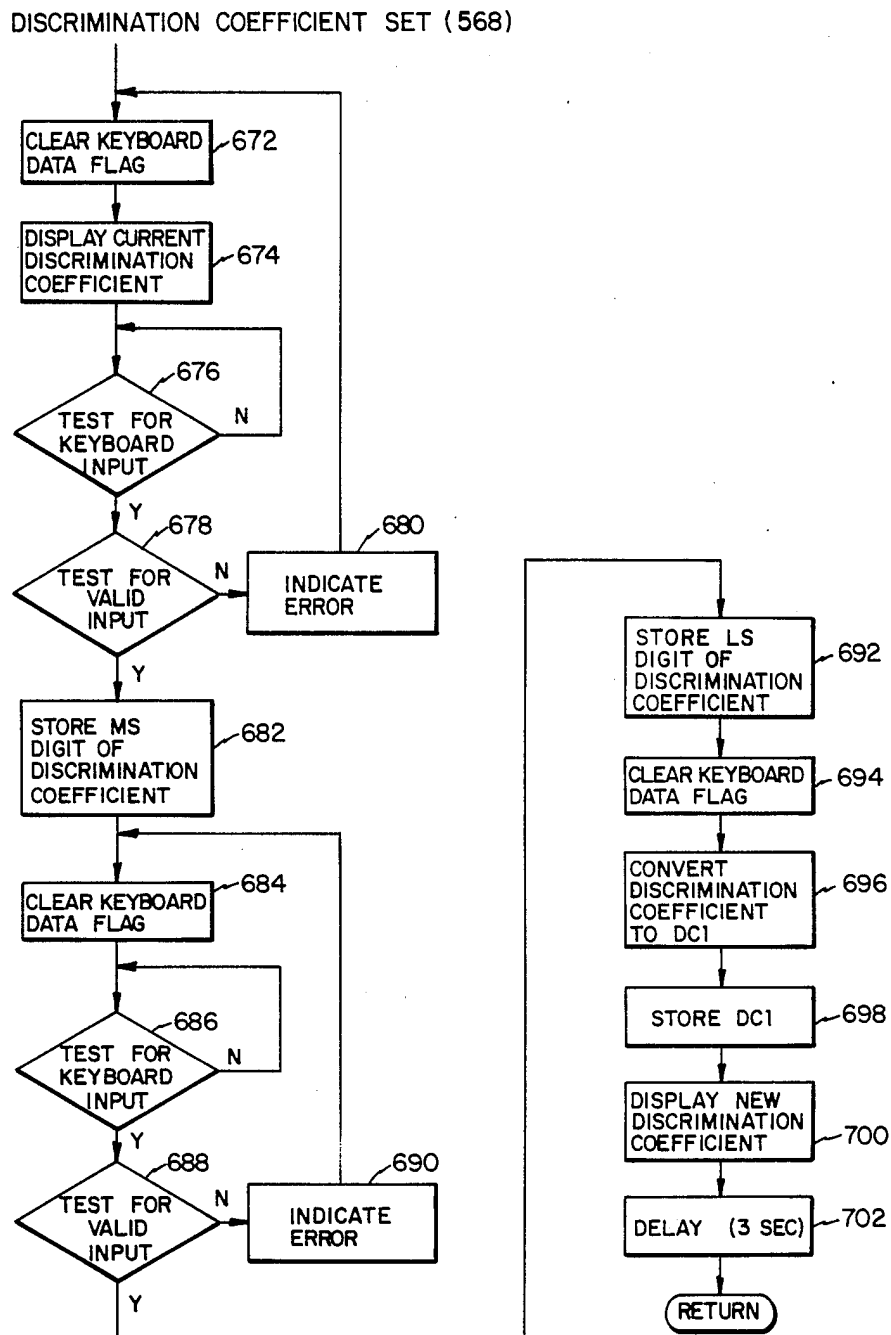 DISCRIMINATION COEFFICIENT SET (568)
CLEAR KEYBOARD
DATA FLAG
672
DISPLAY CURRENT
DISCRIMINATION
COEFFICIENT
674
676
TEST FOR
KEYBOARD
INPUT
N
Y
678
TEST FOR
VALID
INPUT
N
680
INDICATE
ERROR
Y
STORE MS
DIGIT OF
DISCRIMINATION
COEFFICIENT
682
CLEAR KEYBOARD
DATA FLAG
684
686
TEST FOR
KEYBOARD
INPUT
N
Y
688
TEST FOR
VALID
INPUT
N
690
INDICATE
ERROR
Y
STORE LS
DIGIT OF
DISCRIMINATION
COEFFICIENT
692
CLEAR KEYBOARD
DATA FLAG
694
CONVERT
DISCRIMINATION
COEFFICIENT
TO DC1
696
STORE DC1
698
DISPLAY NEW
DISCRIMINATION
COEFFICIENT
700
DELAY (3 SEC)
702
RETURN